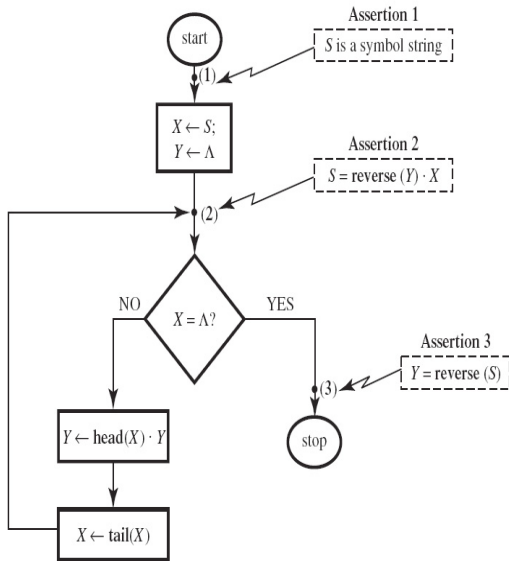 Assertion 1
start
S is a symbol string
(1)
X ← S;
Y ← Λ
Assertion 2
S = reverse (Y) · X
(2)
NO
YES
X = Λ?
Assertion 3
Y = reverse (S)
(3)
Y ← head(X) · Y
stop
X ← tail(X)